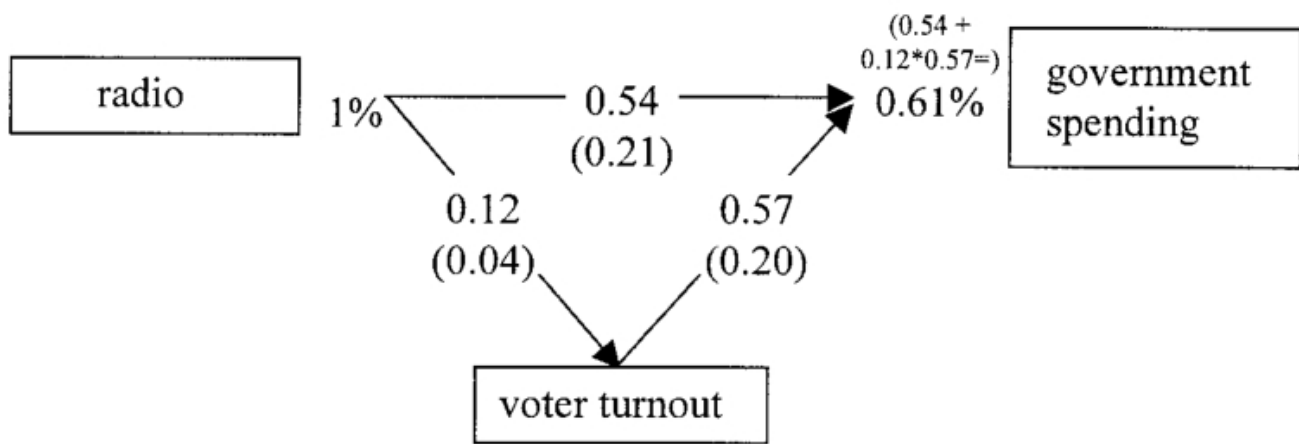 (0.54 +
0.12*0.57=)
radio
1%
0.54
(0.21)
0.61%
government
spending
0.12
(0.04)
0.57
(0.20)
voter turnout